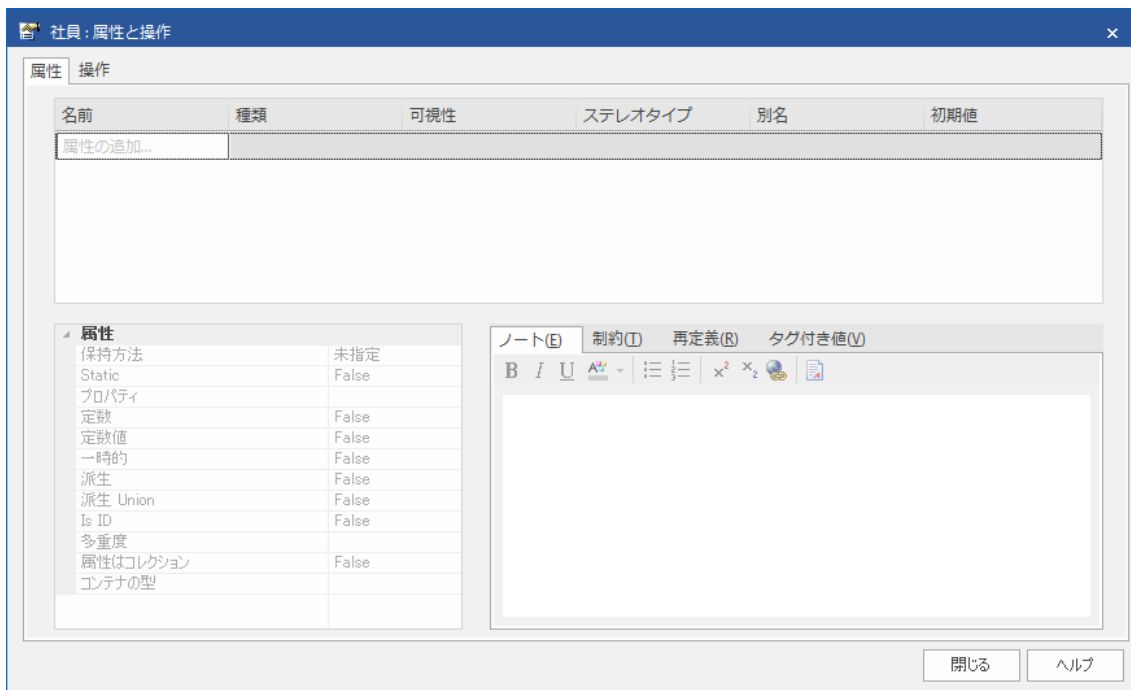 社員 : 属性と操作
属性 操作
名前 種類 可視性 ステレオタイプ 別名 初期値
属性の追加...
属性
保持方法 未指定
Static False
プロパティ
定数 False
定数値 False
一時的 False
派生 False
派生 Union False
Is ID False
多重度
属性はコレクション False
コンテナの型
ノート(E) 制約(T) 再定義(R) タグ付き値(V)
B I U A x² x₂
閉じる ヘルプ